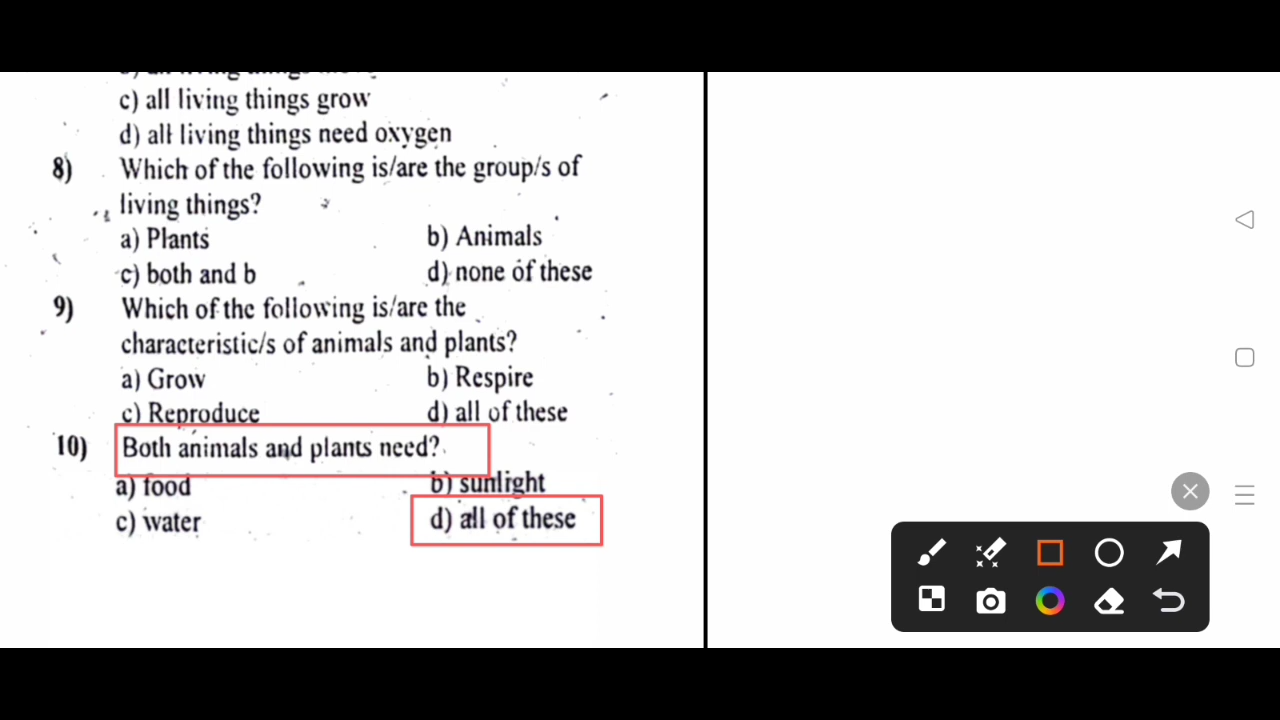 c) all living things grow
d) all living things need oxygen
8) Which of the following is/are the group/s of
living things?
a) Plants b) Animals
c) both and b d) none of these
9) Which of the following is/are the
characteristic/s of animals and plants?
a) Grow b) Respire
c) Reproduce d) all of these
10) Both animals and plants need?
a) food b) sunlight
c) water d) all of these